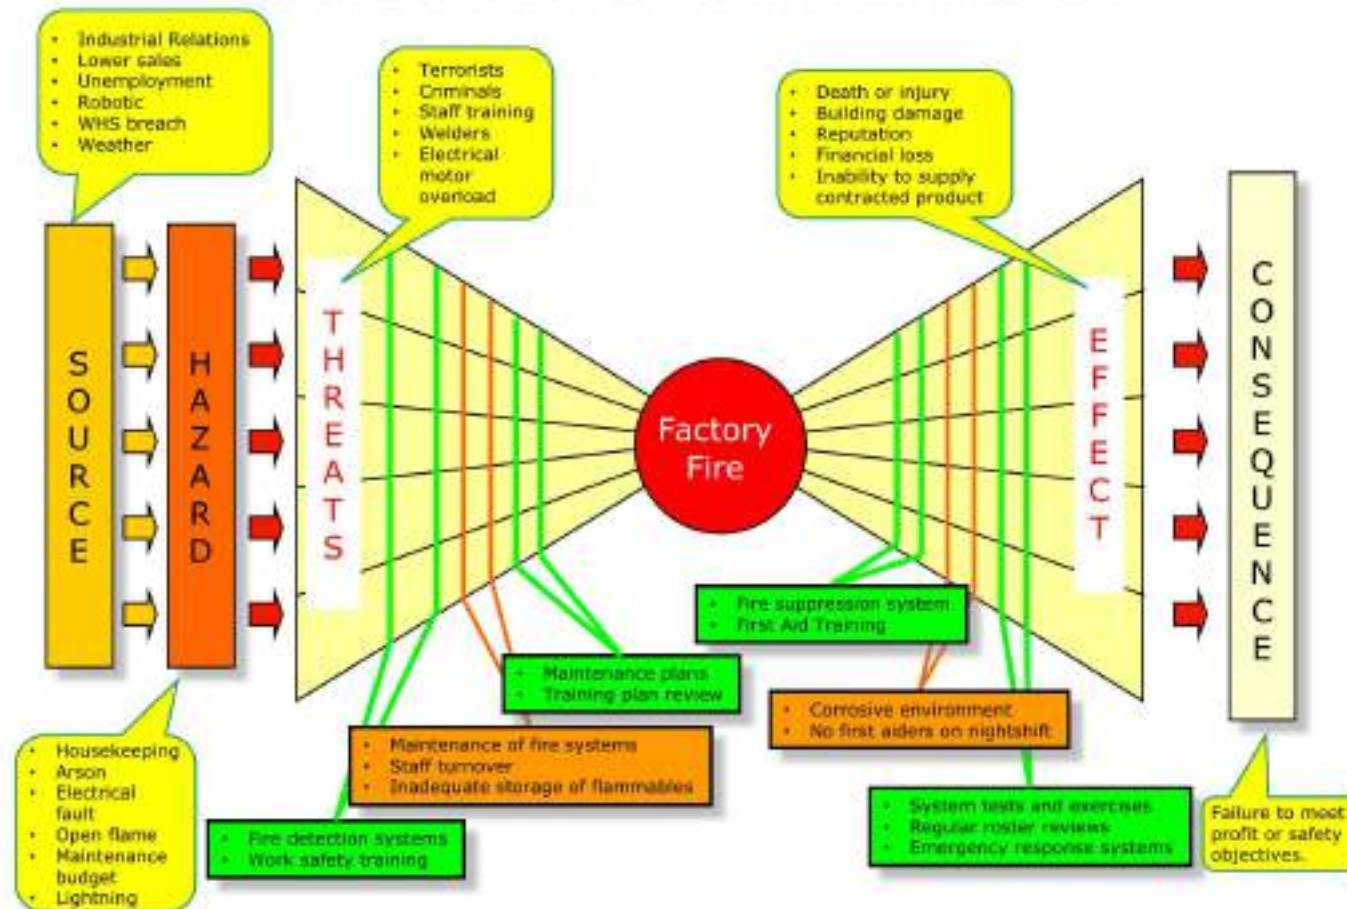 • Industrial Relations
• Lower sales
• Unemployment
• Robotic
• WHS breach
• Weather
• Terrorists
• Criminals
• Staff training
• Welders
• Electrical
motor
overload
• Death or injury
• Building damage
• Reputation
• Financial loss
• Inability to supply
contracted product
SOURCE
HAZARD
THREATS
Factory
Fire
EFFECT
CONSEQUENCE
• Fire suppression system
• First Aid Training
• Maintenance plans
• Training plan review
• Corrosive environment
• No first aiders on nightshift
• Maintenance of fire systems
• Staff turnover
• Inadequate storage of flammables
• Housekeeping
• Arson
• Electrical
fault
• Open flame
• Maintenance
budget
• Lightning
• Fire detection systems
• Work safety training
• System tests and exercises
• Regular roster reviews
• Emergency response systems
Failure to meet
profit or safety
objectives.